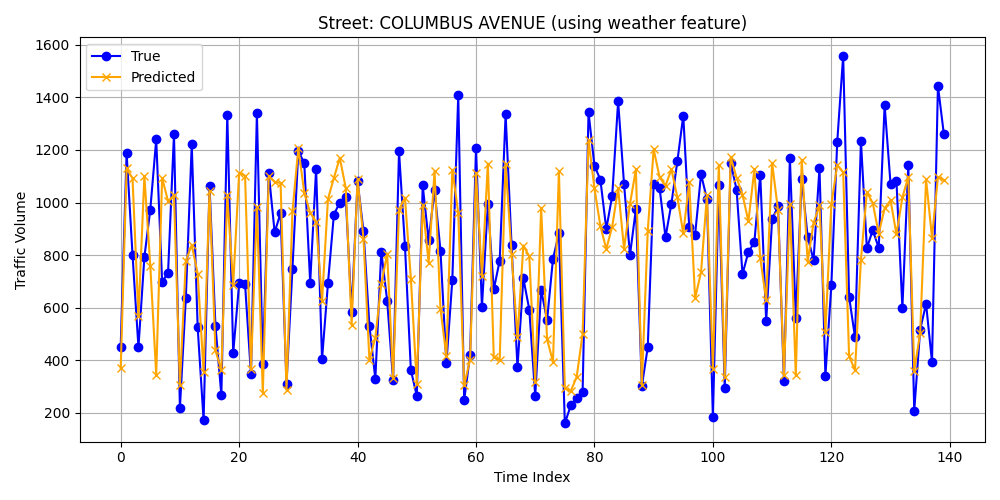 Street: COLUMBUS AVENUE (using weather feature)
True
Predicted
Traffic Volume
1600
1400
1200
1000
800
600
400
200
0 20 40 60 80 100 120 140
Time Index